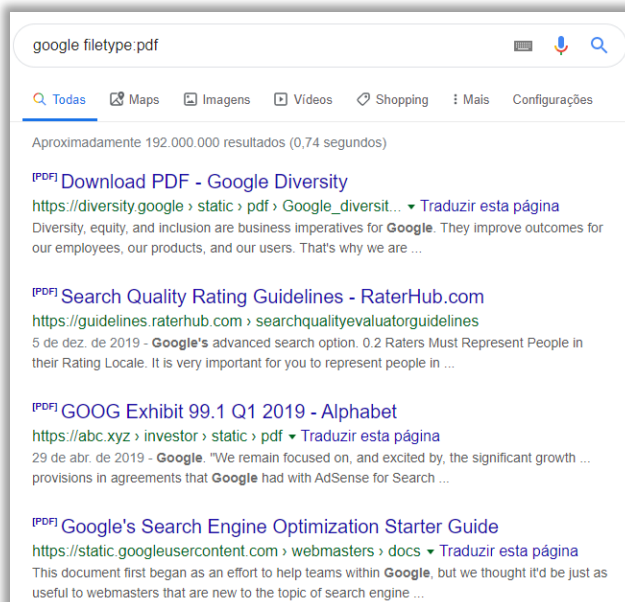 google filetype:pdf
Todas Maps Imagens Vídeos Shopping Mais Configurações
Aproximadamente 192.000.000 resultados (0,74 segundos)
[PDF] Download PDF - Google Diversity
https://diversity.google › static › pdf › Google_diversit... ▾ Traduzir esta página
Diversity, equity, and inclusion are business imperatives for Google. They improve outcomes for
our employees, our products, and our users. That's why we are ...
[PDF] Search Quality Rating Guidelines - RaterHub.com
https://guidelines.raterhub.com › searchqualityevaluatorguidelines
5 de dez. de 2019 - Google's advanced search option. 0.2 Raters Must Represent People in
their Rating Locale. It is very important for you to represent people in ...
[PDF] GOOG Exhibit 99.1 Q1 2019 - Alphabet
https://abc.xyz › investor › static › pdf ▾ Traduzir esta página
29 de abr. de 2019 - Google. "We remain focused on, and excited by, the significant growth ...
provisions in agreements that Google had with AdSense for Search ...
[PDF] Google's Search Engine Optimization Starter Guide
https://static.googleusercontent.com › webmasters › docs ▾ Traduzir esta página
This document first began as an effort to help teams within Google, but we thought it'd be just as
useful to webmasters that are new to the topic of search engine ...